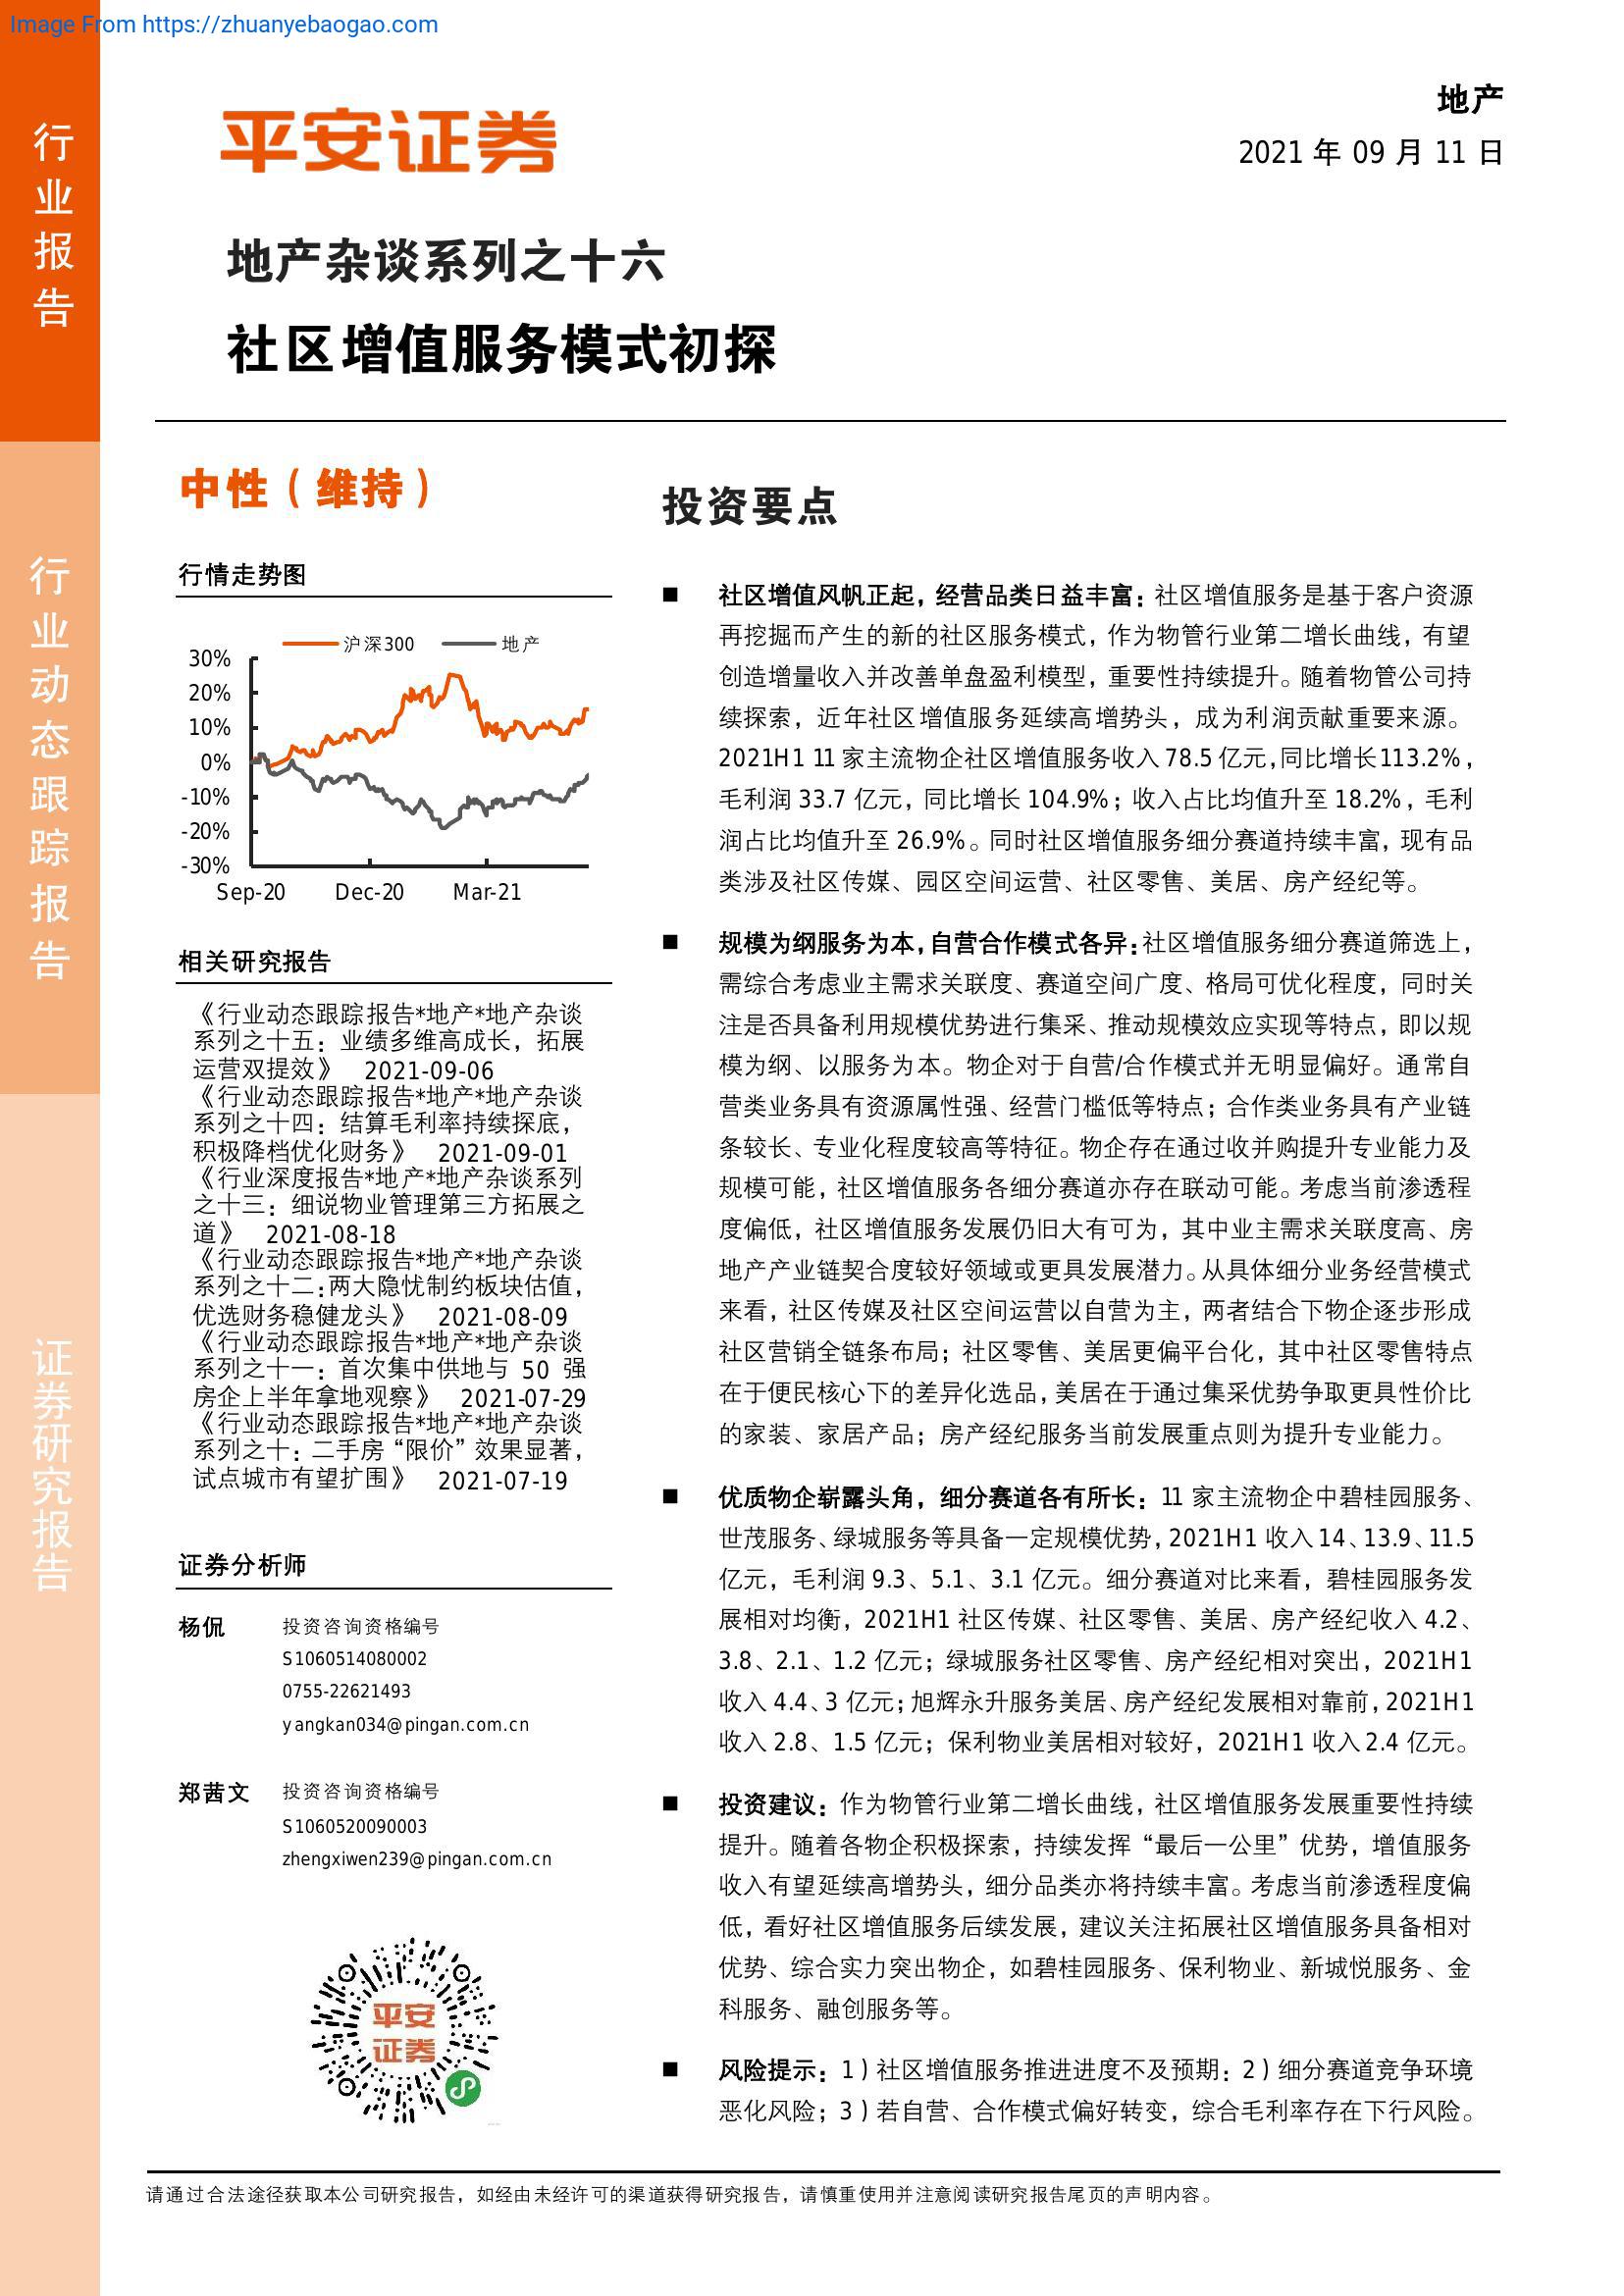 Image From https://zhuanyebaogao.com
行业报告
行业动态跟踪报告
证券研究报告
平安证券
地产
2021 年 09 月 11 日
地产杂谈系列之十六
社区增值服务模式初探
中性（维持）
行情走势图
沪深300 地产
30%
20%
10%
0%
-10%
-20%
-30%
Sep-20 Dec-20 Mar-21
相关研究报告
《行业动态跟踪报告*地产*地产杂谈
系列之十五：业绩多维高成长，拓展
运营双提效》 2021-09-06
《行业动态跟踪报告*地产*地产杂谈
系列之十四：结算毛利率持续探底，
积极降档优化财务》 2021-09-01
《行业深度报告*地产*地产杂谈系列
之十三：细说物业管理第三方拓展之
道》 2021-08-18
《行业动态跟踪报告*地产*地产杂谈
系列之十二：两大隐忧制约板块估值，
优选财务稳健龙头》 2021-08-09
《行业动态跟踪报告*地产*地产杂谈
系列之十一：首次集中供地与 50 强
房企上半年拿地观察》 2021-07-29
《行业动态跟踪报告*地产*地产杂谈
系列之十：二手房“限价”效果显著，
试点城市有望扩围》 2021-07-19
证券分析师
杨侃 投资咨询资格编号
S1060514080002
0755-22621493
yangkan034@pingan.com.cn
郑茜文 投资咨询资格编号
S1060520090003
zhengxiwen239@pingan.com.cn
平安
证券
投资要点
■ 社区增值风帆正起，经营品类日益丰富：社区增值服务是基于客户资源
再挖掘而产生的新的社区服务模式，作为物管行业第二增长曲线，有望
创造增量收入并改善单盘盈利模型，重要性持续提升。随着物管公司持
续探索，近年社区增值服务延续高增势头，成为利润贡献重要来源。
2021H1 11 家主流物企社区增值服务收入 78.5 亿元，同比增长 113.2%，
毛利润 33.7 亿元，同比增长 104.9%；收入占比均值升至 18.2%，毛利
润占比均值升至 26.9%。同时社区增值服务细分赛道持续丰富，现有品
类涉及社区传媒、园区空间运营、社区零售、美居、房产经纪等。
■ 规模为纲服务为本，自营合作模式各异：社区增值服务细分赛道筛选上，
需综合考虑业主需求关联度、赛道空间广度、格局可优化程度，同时关
注是否具备利用规模优势进行集采、推动规模效应实现等特点，即以规
模为纲、以服务为本。物企对于自营/合作模式并无明显偏好。通常自
营类业务具有资源属性强、经营门槛低等特点；合作类业务具有产业链
条较长、专业化程度较高等特征。物企存在通过收并购提升专业能力及
规模可能，社区增值服务各细分赛道亦存在联动可能。考虑当前渗透程
度偏低，社区增值服务发展仍旧大有可为，其中业主需求关联度高、房
地产产业链契合度较好领域或更具发展潜力。从具体细分业务经营模式
来看，社区传媒及社区空间运营以自营为主，两者结合下物企逐步形成
社区营销全链条布局；社区零售、美居更偏平台化，其中社区零售特点
在于便民核心下的差异化选品，美居在于通过集采优势争取更具性价比
的家装、家居产品；房产经纪服务当前发展重点则为提升专业能力。
■ 优质物企崭露头角，细分赛道各有所长：11 家主流物企中碧桂园服务、
世茂服务、绿城服务等具备一定规模优势，2021H1 收入 14、13.9、11.5
亿元，毛利润 9.3、5.1、3.1 亿元。细分赛道对比来看，碧桂园服务发
展相对均衡，2021H1 社区传媒、社区零售、美居、房产经纪收入 4.2、
3.8、2.1、1.2 亿元；绿城服务社区零售、房产经纪相对突出，2021H1
收入 4.4、3 亿元；旭辉永升服务美居、房产经纪发展相对靠前，2021H1
收入 2.8、1.5 亿元；保利物业美居相对较好，2021H1 收入 2.4 亿元。
■ 投资建议：作为物管行业第二增长曲线，社区增值服务发展重要性持续
提升。随着各物企积极探索，持续发挥“最后一公里”优势，增值服务
收入有望延续高增势头，细分品类亦将持续丰富。考虑当前渗透程度偏
低，看好社区增值服务后续发展，建议关注拓展社区增值服务具备相对
优势、综合实力突出物企，如碧桂园服务、保利物业、新城悦服务、金
科服务、融创服务等。
■ 风险提示：1）社区增值服务推进进度不及预期：2）细分赛道竞争环境
恶化风险；3）若自营、合作模式偏好转变，综合毛利率存在下行风险。
请通过合法途径获取本公司研究报告，如经由未经许可的渠道获得研究报告，请慎重使用并注意阅读研究报告尾页的声明内容。